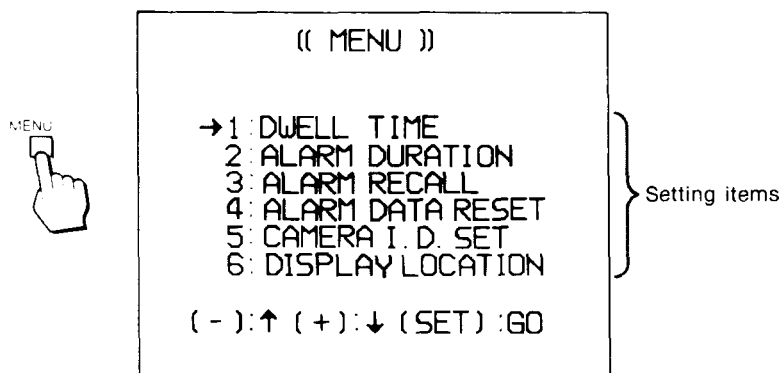 (( MENU ))
MENU
→1:DWELL TIME
2:ALARM DURATION
3:ALARM RECALL
4:ALARM DATA RESET
5:CAMERA I.D. SET
6:DISPLAY LOCATION
Setting items
(-):↑ (+):↓ (SET):GO